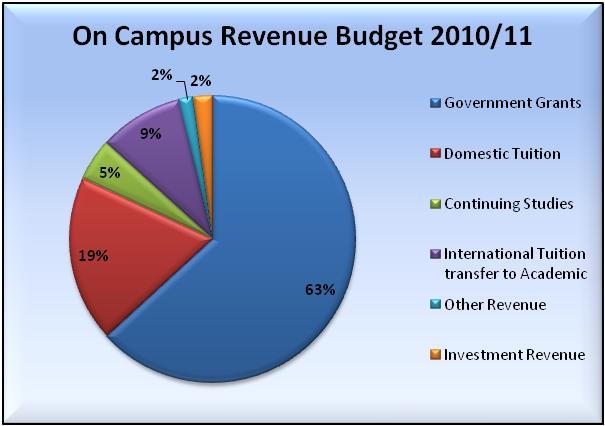 On Campus Revenue Budget 2010/11
2% 2%
9%
5%
19%
63%
Government Grants
Domestic Tuition
Continuing Studies
International Tuition
transfer to Academic
Other Revenue
Investment Revenue